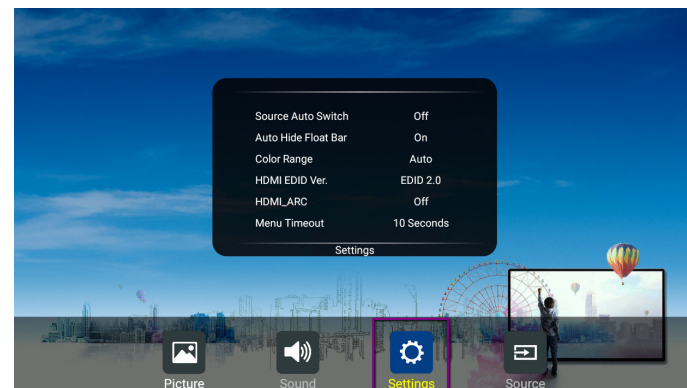 Source Auto Switch Off
Auto Hide Float Bar On
Color Range Auto
HDMI EDID Ver. EDID 2.0
HDMI_ARC Off
Menu Timeout 10 Seconds
Settings
Picture Sound Settings Source